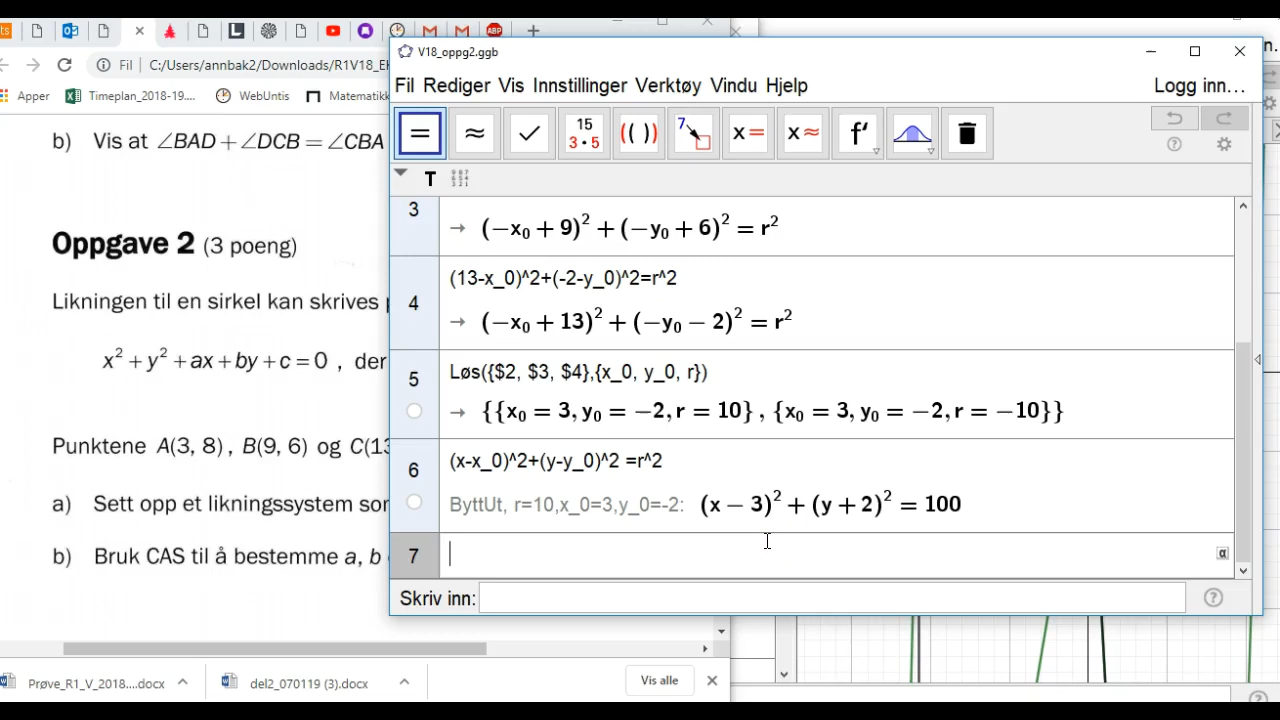 V18_oppg2.ggb
Fil C:/Users/annbak2/Downloads/R1V18_E
Fil Rediger Vis Innstillinger Verktøy Vindu Hjelp Logg inn...
Apper Timeplan_2018-19.... WebUntis Matematikk
= ≈ ✓ 15 3·5 (( )) 7 x= x≈ f'
T
b) Vis at ∠BAD + ∠DCB = ∠CBA
Oppgave 2 (3 poeng)
Likningen til en sirkel kan skrives
x² + y² + ax + by + c = 0 , der
Punktene A(3, 8) , B(9, 6) og C(13
a) Sett opp et likningssystem
b) Bruk CAS til å bestemme a, b
3
→ (−x₀ + 9)² + (−y₀ + 6)² = r²
4
(13-x_0)^2+(-2-y_0)^2=r^2
→ (−x₀ + 13)² + (−y₀ − 2)² = r²
5
Løs({$2, $3, $4},{x_0, y_0, r})
→ {{x₀ = 3, y₀ = −2, r = 10} , {x₀ = 3, y₀ = −2, r = −10}}
6
(x-x_0)^2+(y-y_0)^2 =r^2
ByttUt, r=10,x_0=3,y_0=-2: (x − 3)² + (y + 2)² = 100
7
α
Skriv inn:
Prøve_R1_V_2018....docx
del2_070119 (3).docx
Vis alle